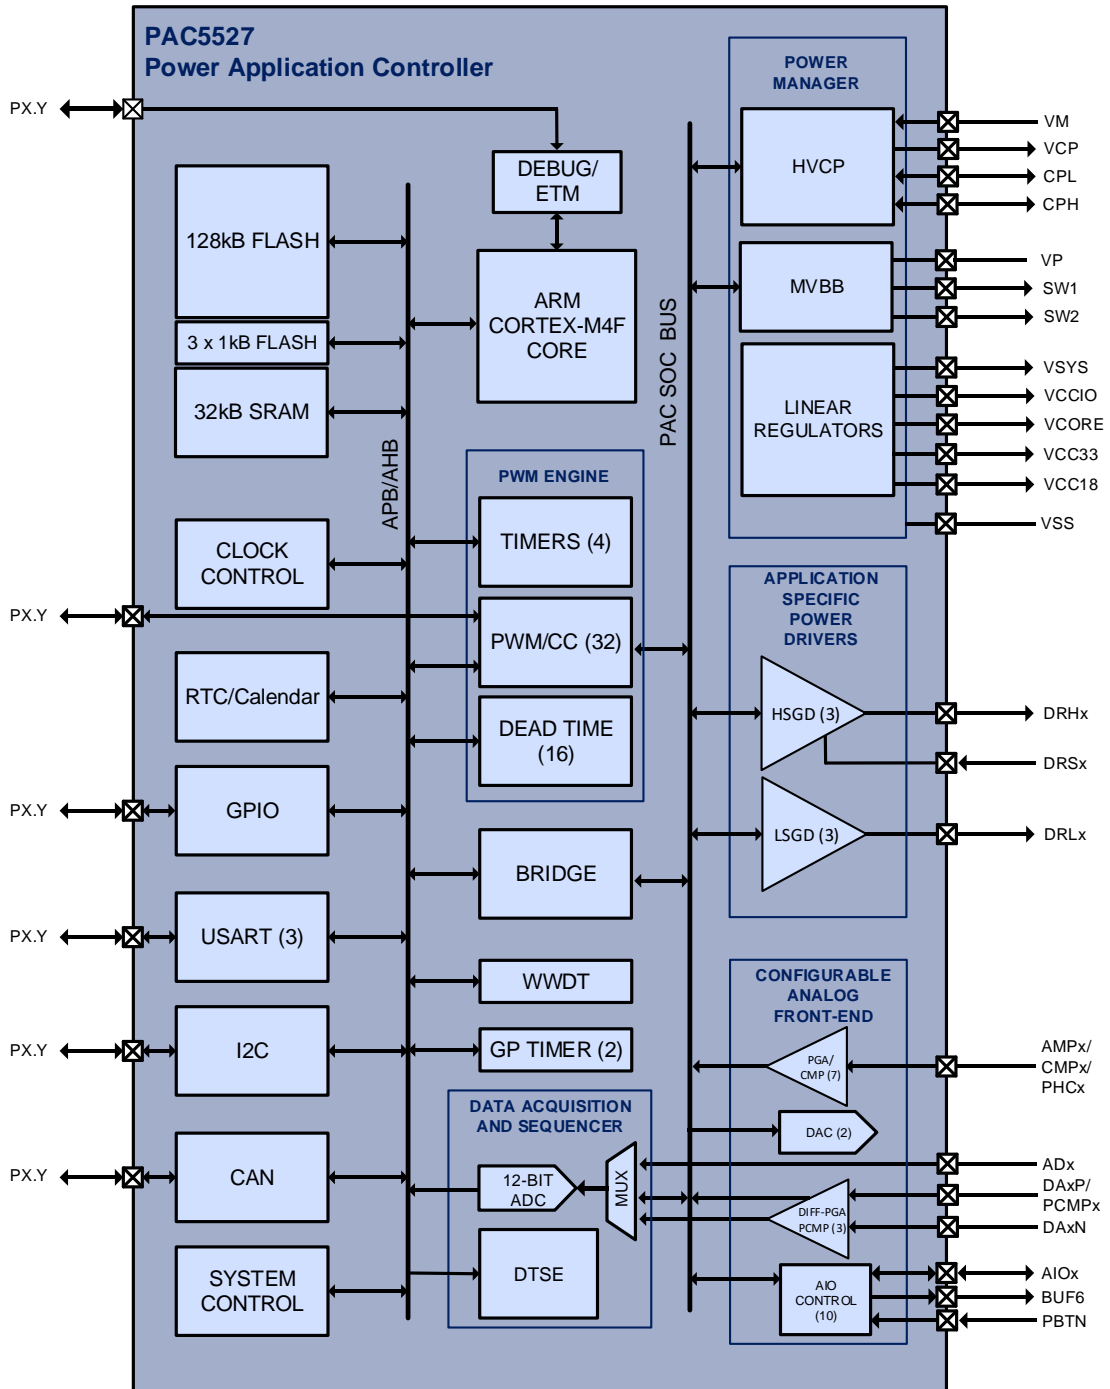 PAC5527
Power Application Controller
PX.Y
DEBUG/
ETM
128kB FLASH
ARM
CORTEX-M4F
CORE
3 x 1kB FLASH
32kB SRAM
APB/AHB
PAC SOC BUS
PWM ENGINE
TIMERS (4)
CLOCK
CONTROL
PX.Y
PWM/CC (32)
RTC/Calendar
DEAD TIME
(16)
PX.Y
GPIO
BRIDGE
PX.Y
USART (3)
WWDT
PX.Y
I2C
GP TIMER (2)
DATA ACQUISITION
AND SEQUENCER
PX.Y
CAN
12-BIT
ADC
MUX
DTSE
SYSTEM
CONTROL
POWER
MANAGER
HVCP
VM
VCP
CPL
CPH
MVBB
VP
SW1
SW2
LINEAR
REGULATORS
VSYS
VCCIO
VCORE
VCC33
VCC18
VSS
APPLICATION
SPECIFIC
POWER
DRIVERS
HSGD (3)
DRHx
DRSx
LSGD (3)
DRLx
CONFIGURABLE
ANALOG
FRONT-END
PGA/
CMP (7)
AMPx/
CMPx/
PHCx
DAC (2)
ADx
DAxP/
PCMPx
DIFF-PGA
PCMP (3)
DAxN
AIO
CONTROL
(10)
AIOx
BUF6
PBTN